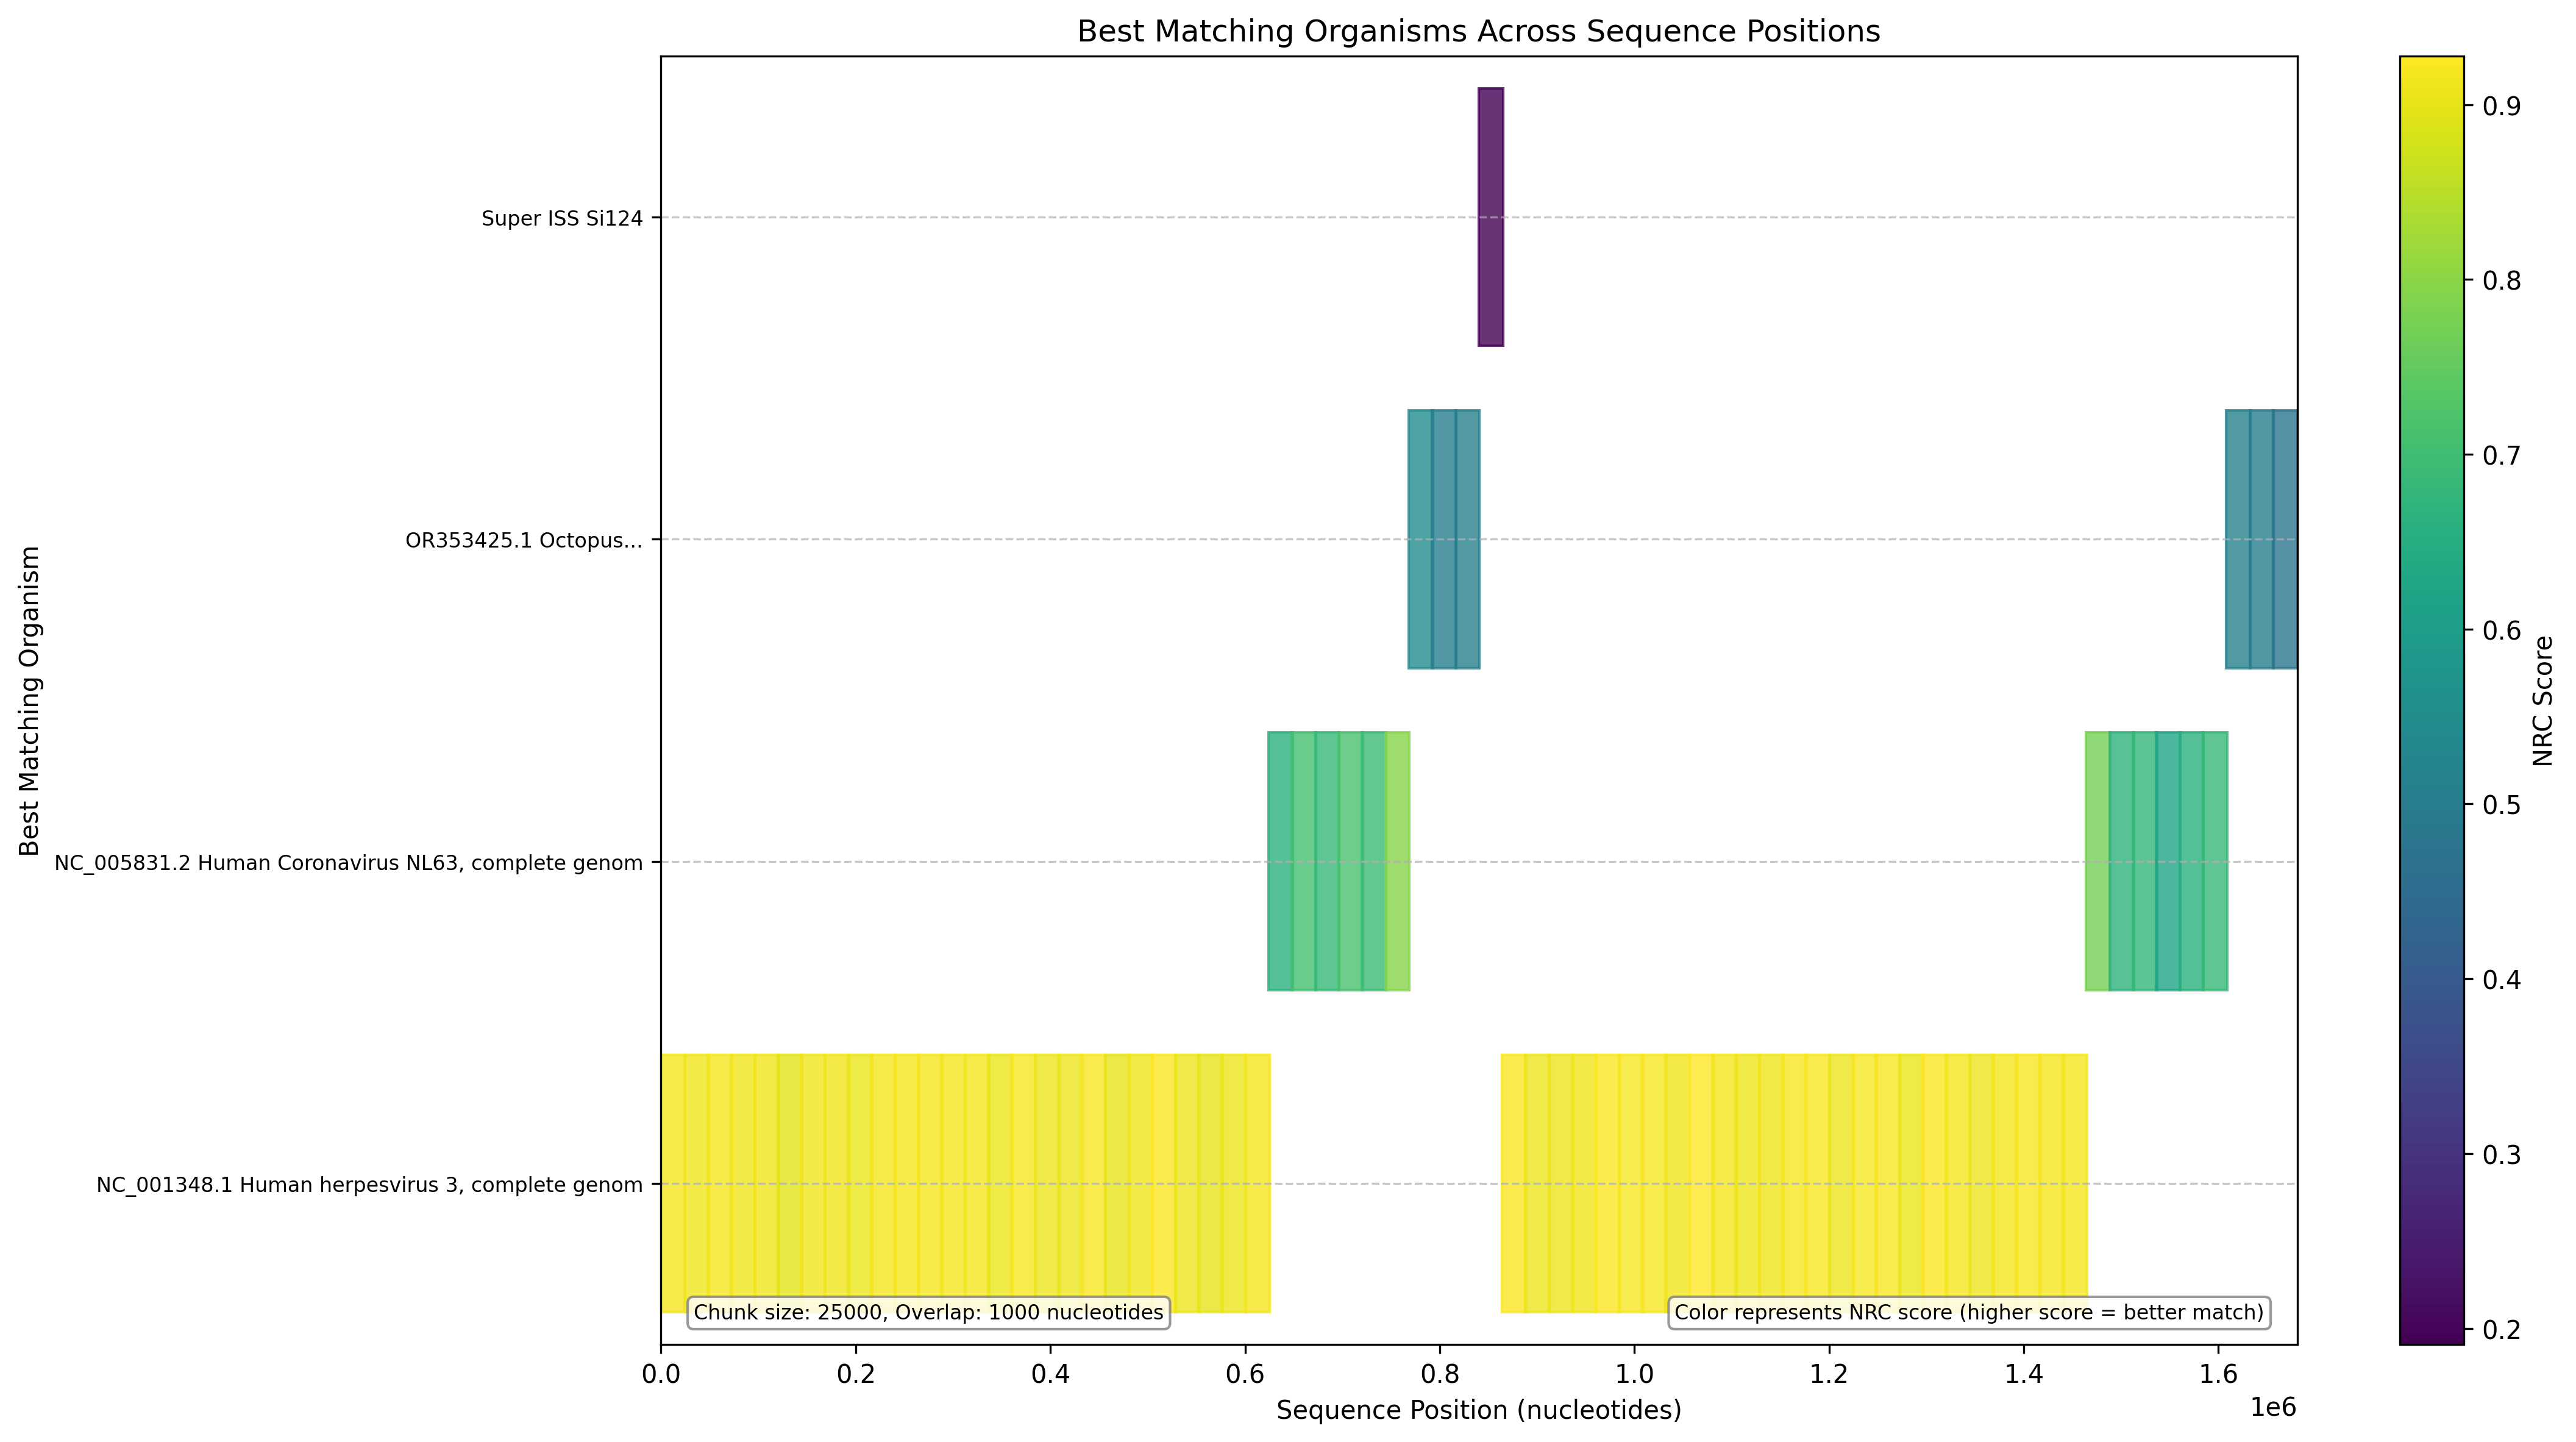 Best Matching Organisms Across Sequence Positions
Best Matching Organism
Super ISS Si124
OR353425.1 Octopus...
NC_005831.2 Human Coronavirus NL63, complete genom
NC_001348.1 Human herpesvirus 3, complete genom
Chunk size: 25000, Overlap: 1000 nucleotides
Color represents NRC score (higher score = better match)
0.0 0.2 0.4 0.6 0.8 1.0 1.2 1.4 1.6
1e6
Sequence Position (nucleotides)
0.9
0.8
0.7
0.6
0.5
0.4
0.3
0.2
NRC Score